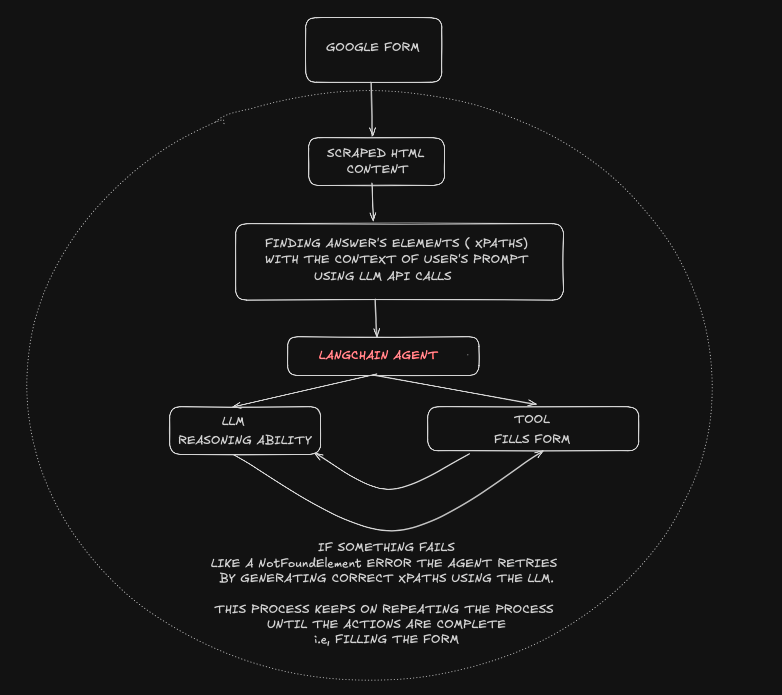 GOOGLE FORM
SCRAPED HTML
CONTENT
FINDING ANSWER'S ELEMENTS ( XPATHS)
WITH THE CONTEXT OF USER'S PROMPT
USING LLM API CALLS
LANGCHAIN AGENT
LLM
REASONING ABILITY
TOOL
FILLS FORM
IF SOMETHING FAILS
LIKE A NotFoundElement ERROR THE AGENT RETRIES
BY GENERATING CORRECT XPATHS USING THE LLM.
THIS PROCESS KEEPS ON REPEATING THE PROCESS
UNTIL THE ACTIONS ARE COMPLETE
i.e, FILLING THE FORM